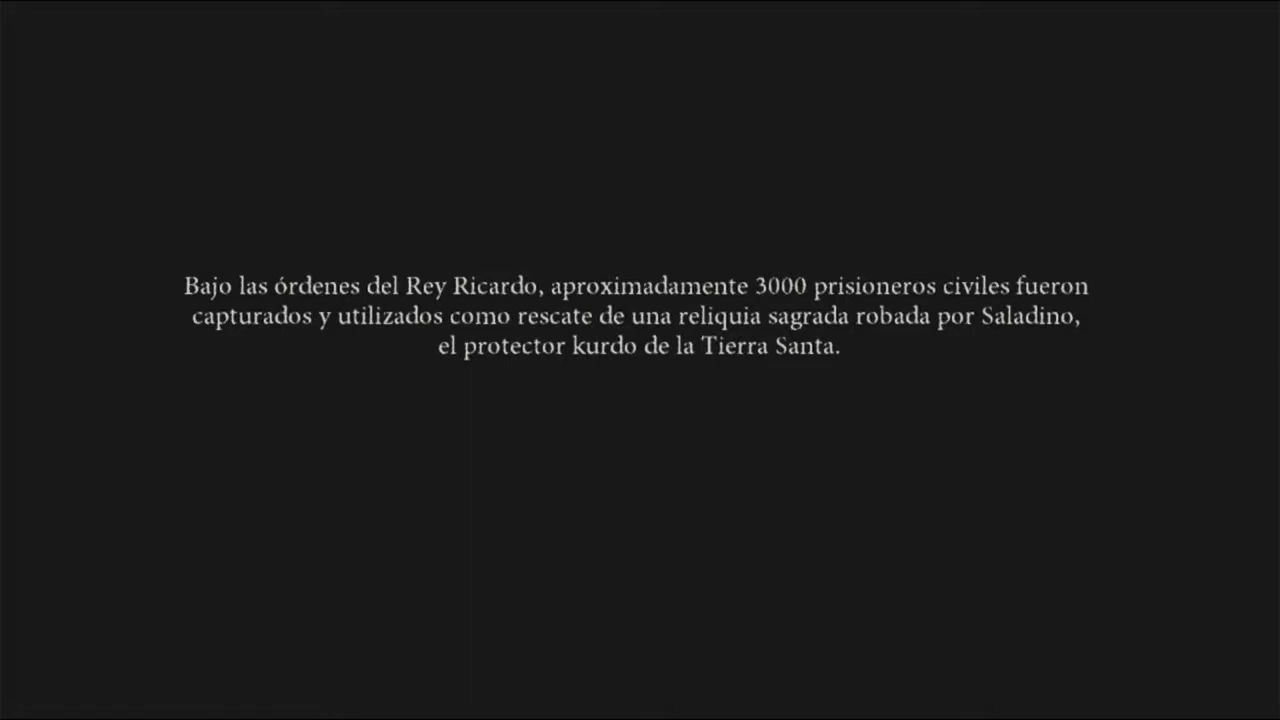 Bajo las órdenes del Rey Ricardo, aproximadamente 3000 prisioneros civiles fueron
capturados y utilizados como rescate de una reliquia sagrada robada por Saladino,
el protector kurdo de la Tierra Santa.